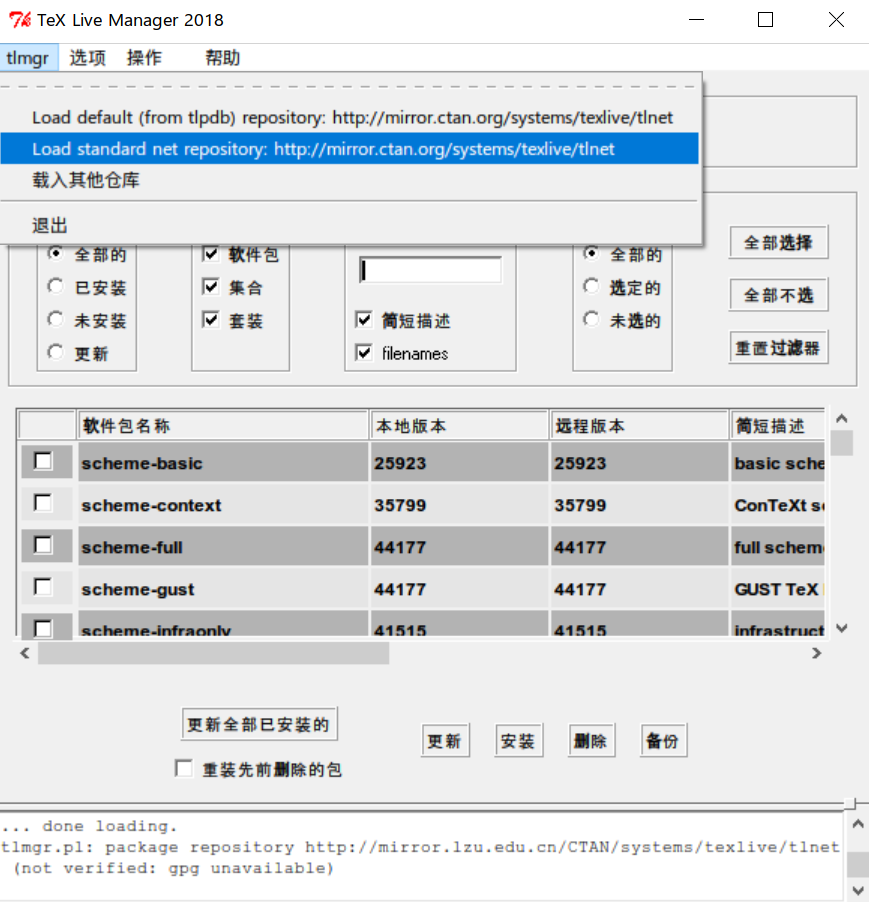 TeX Live Manager 2018
tlmgr 选项 操作 帮助
Load default (from tlpdb) repository: http://mirror.ctan.org/systems/texlive/tlnet
Load standard net repository: http://mirror.ctan.org/systems/texlive/tlnet
载入其他仓库
退出
全部的 软件包 全部的 全部选择
已安装 集合 选定的 全部不选
未安装 套装 简短描述 未选的
更新 filenames 重置过滤器
软件包名称 本地版本 远程版本 简短描述
scheme-basic 25923 25923 basic sche
scheme-context 35799 35799 ConTeXt s
scheme-full 44177 44177 full schem
scheme-gust 44177 44177 GUST TeX
scheme-infraonly 41515 41515 infrastruct
更新全部已安装的 更新 安装 删除 备份
重装先前删除的包
... done loading.
tlmgr.pl: package repository http://mirror.lzu.edu.cn/CTAN/systems/texlive/tlnet
(not verified: gpg unavailable)